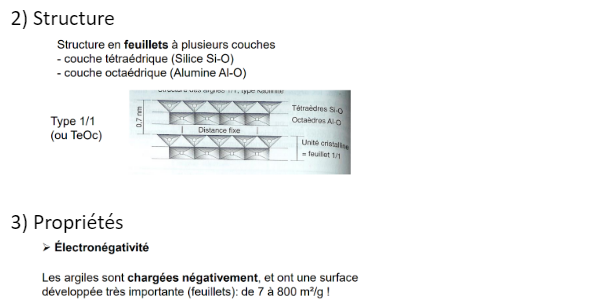 2) Structure
Structure en feuillets à plusieurs couches
- couche tétraédrique (Silice Si-O)
- couche octaédrique (Alumine Al-O)
Structure des argiles 1/1, type kaolinite
Type 1/1
(ou TeOc)
0,7 nm
Tétraèdres Si-O
Octaèdres Al-O
Distance fixe
Unité cristalline
= feuillet 1/1
3) Propriétés
➢ Électronégativité
Les argiles sont chargées négativement, et ont une surface
développée très importante (feuillets): de 7 à 800 m²/g !